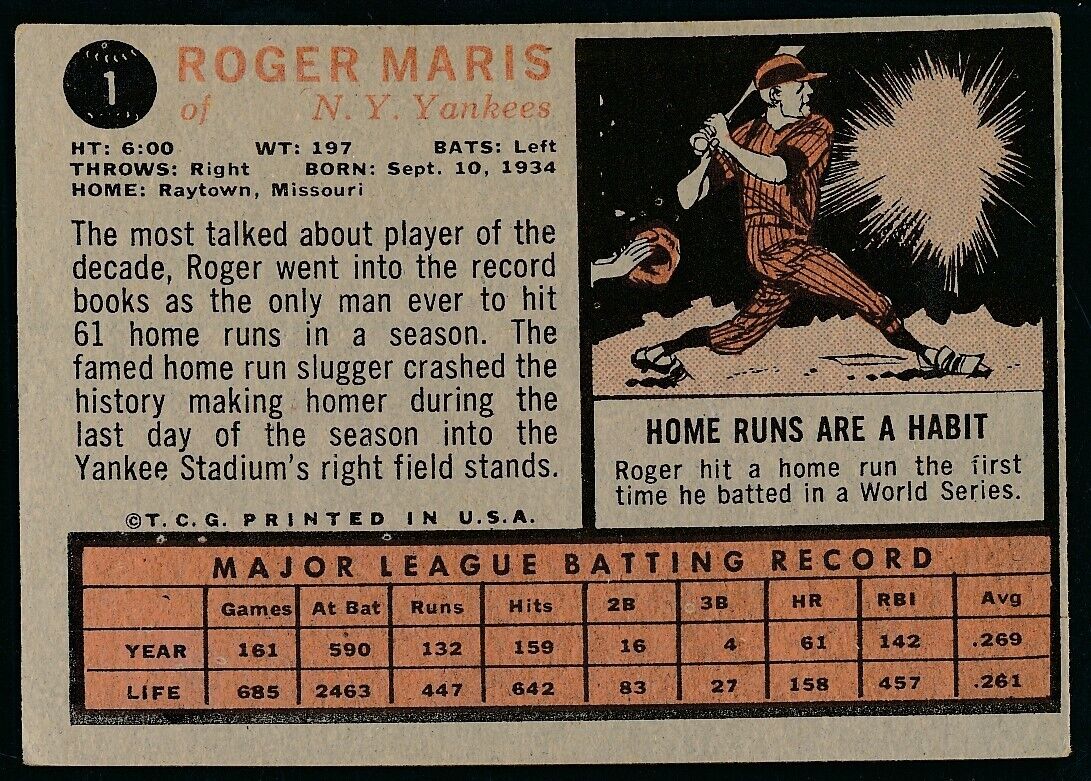 1
ROGER MARIS
of N. Y. Yankees
HT: 6:00 WT: 197 BATS: Left
THROWS: Right BORN: Sept. 10, 1934
HOME: Raytown, Missouri
The most talked about player of the
decade, Roger went into the record
books as the only man ever to hit
61 home runs in a season. The
famed home run slugger crashed the
history making homer during the
last day of the season into the
Yankee Stadium's right field stands.
©T. C. G. PRINTED IN U.S.A.
HOME RUNS ARE A HABIT
Roger hit a home run the first
time he batted in a World Series.
MAJOR LEAGUE BATTING RECORD
Games At Bat Runs Hits 2B 3B HR RBI Avg
YEAR 161 590 132 159 16 4 61 142 .269
LIFE 685 2463 447 642 83 27 158 457 .261